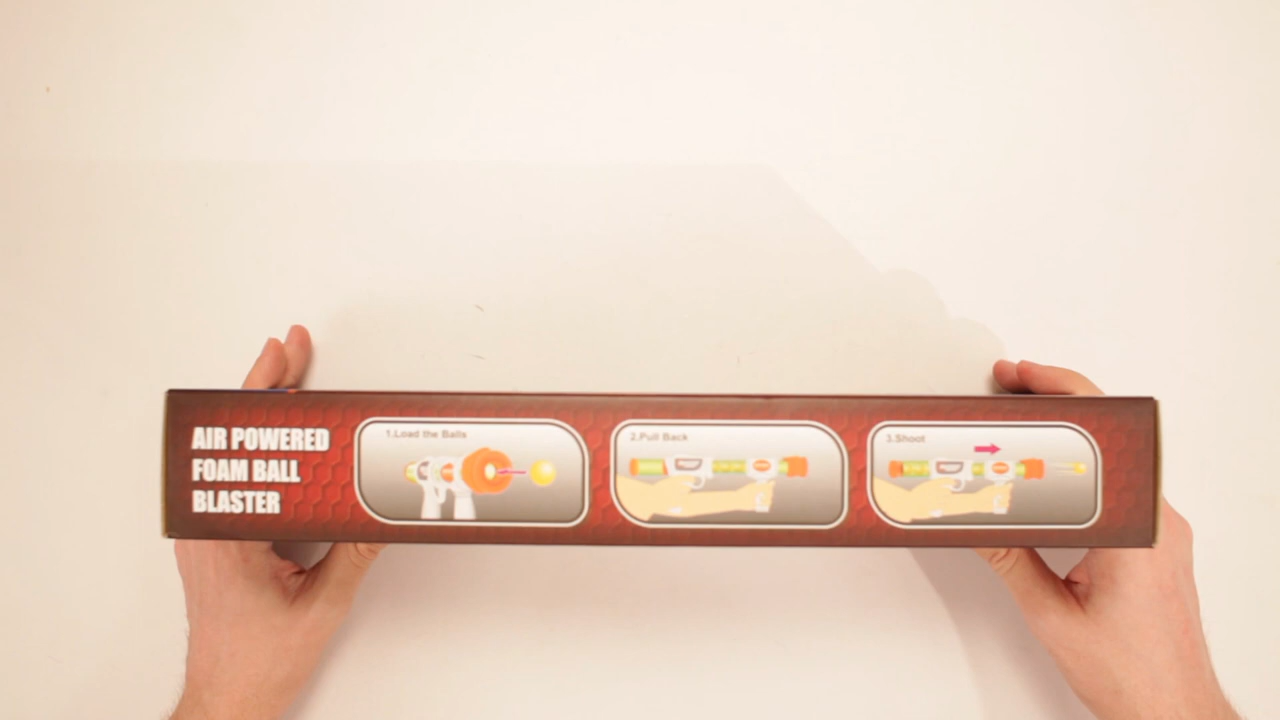 AIR POWERED
FOAM BALL
BLASTER
1.Load the Balls
2.Pull Back
3.Shoot